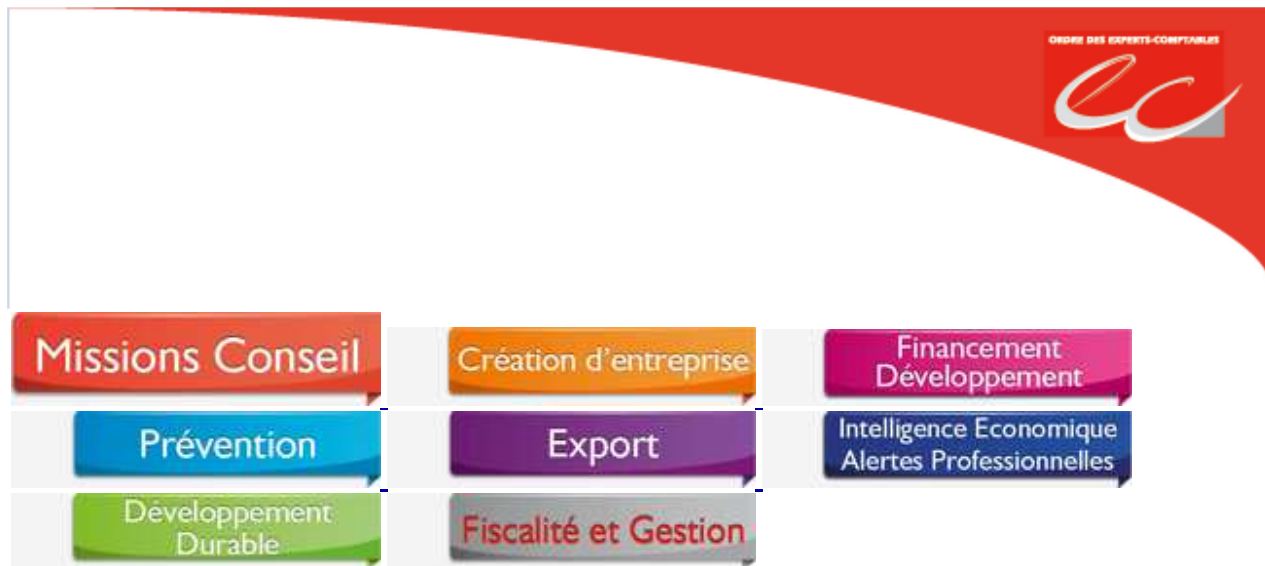 ORDRE DES EXPERTS-COMPTABLES
ec
Missions Conseil
Création d'entreprise
Financement
Développement
Prévention
Export
Intelligence Economique
Alertes Professionnelles
Développement
Durable
Fiscalité et Gestion